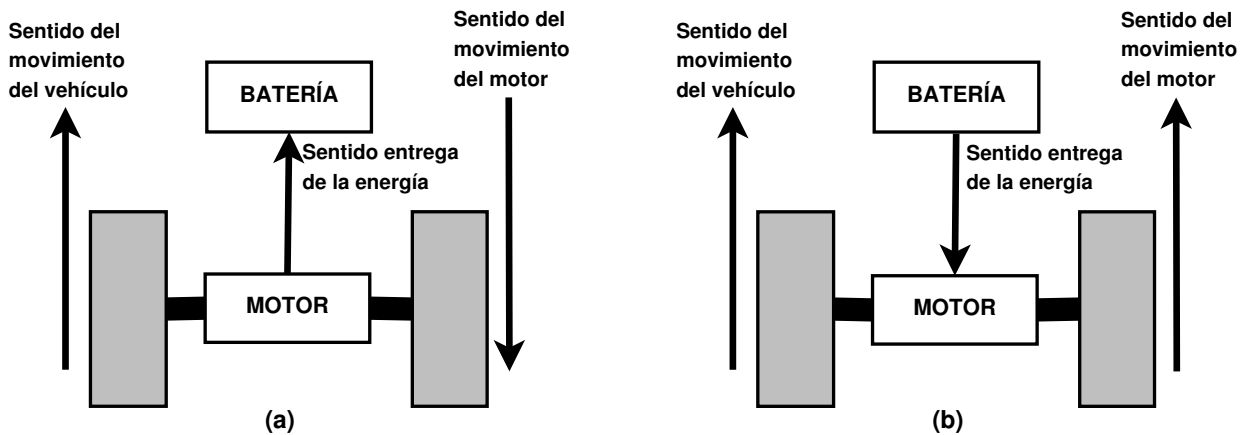 Sentido del
movimiento
del vehículo
Sentido del
movimiento
del motor
BATERÍA
Sentido entrega
de la energía
MOTOR
(a)
Sentido del
movimiento
del vehículo
Sentido del
movimiento
del motor
BATERÍA
Sentido entrega
de la energía
MOTOR
(b)